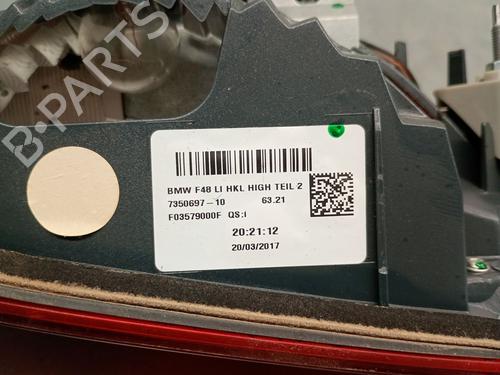 B-PARTS
BMW F48 LI HKL HIGH TEIL 2
7350697-10 63.21
F03579000F QS:I
20:21:12
20/03/2017